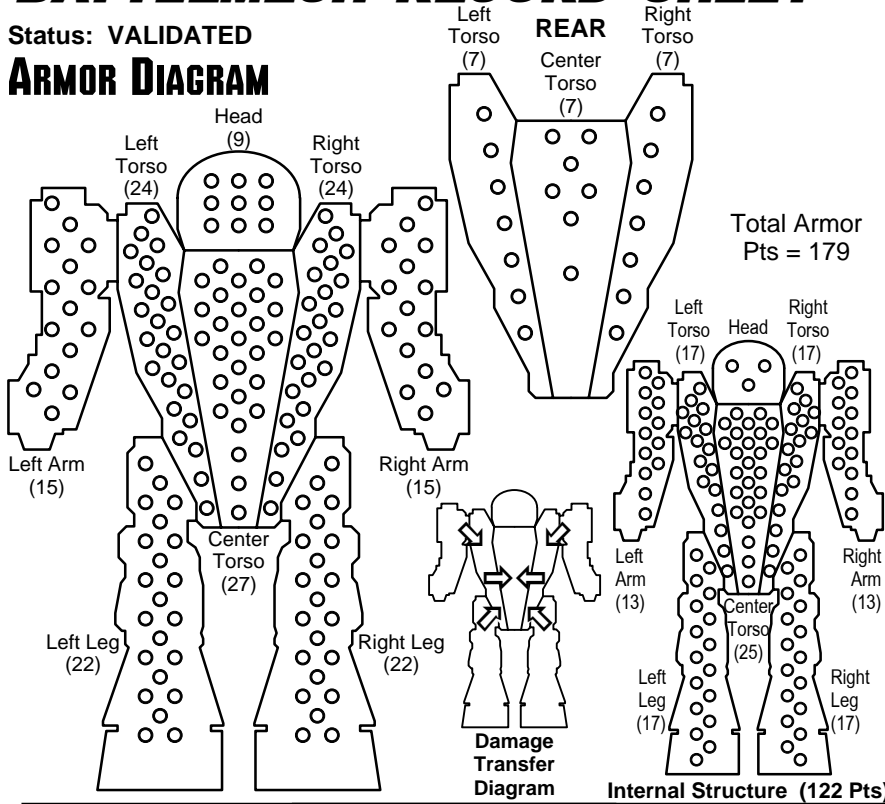 Status: VALIDATED
ARMOR DIAGRAM
Head
(9)
Left
Torso
(24)
Right
Torso
(24)
Left Arm
(15)
Right Arm
(15)
Center
Torso
(27)
Left Leg
(22)
Right Leg
(22)
Left
Torso
(7)
REAR
Center
Torso
(7)
Right
Torso
(7)
Total Armor
Pts = 179
Left
Torso
(17)
Head
Right
Torso
(17)
Left
Arm
(13)
Right
Arm
(13)
Center
Torso
(25)
Left
Leg
(17)
Right
Leg
(17)
Damage
Transfer
Diagram
Internal Structure (122 Pts)